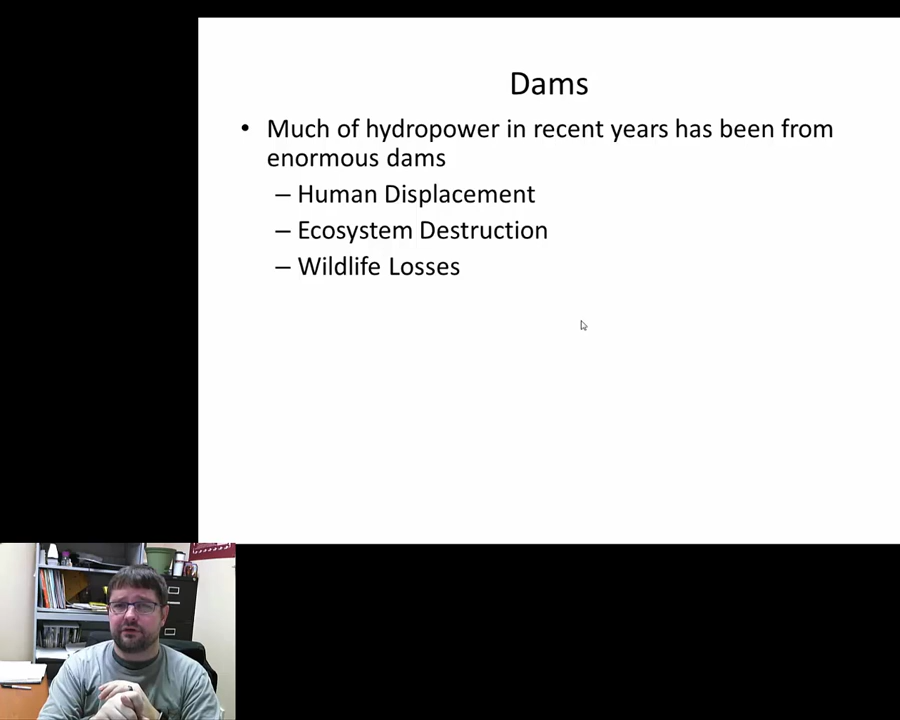 Dams
• Much of hydropower in recent years has been from
enormous dams
– Human Displacement
– Ecosystem Destruction
– Wildlife Losses